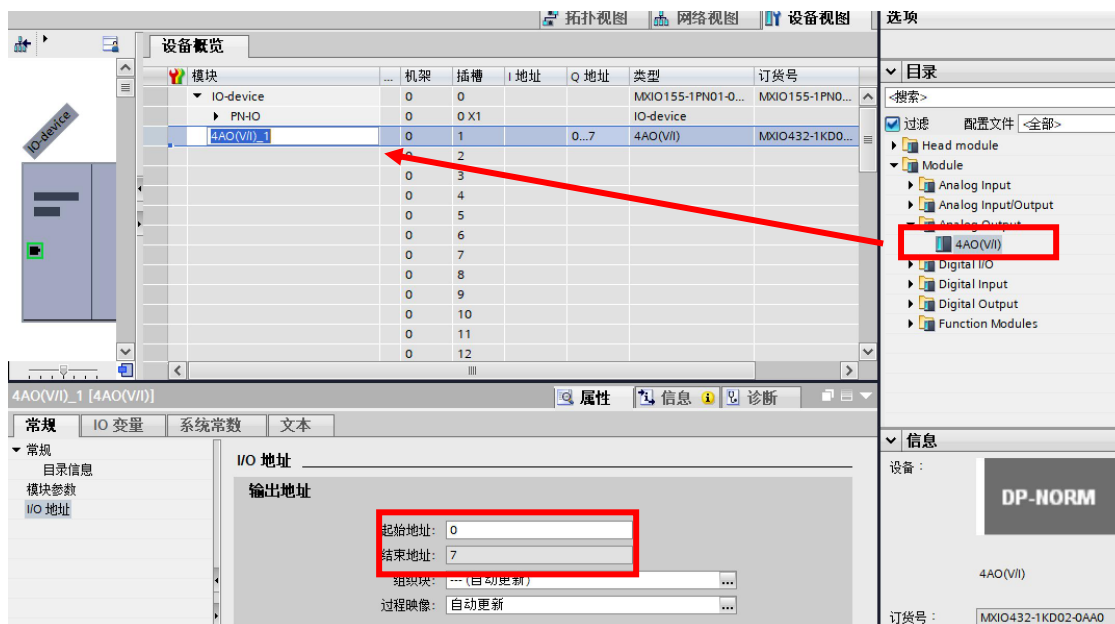 拓扑视图 网络视图 设备视图 选项
设备概览
模块 ... 机架 插槽 I 地址 Q 地址 类型 订货号
IO-device 0 0 MXIO155-1PN01-0... MXIO155-1PN0...
PN-IO 0 0 X1 IO-device
4AO(V/I)_1 0 1 0...7 4AO(V/I) MXIO432-1KD0...
0 2
0 3
0 4
0 5
0 6
0 7
0 8
0 9
0 10
0 11
0 12
IO-device
目录
<搜索>
过滤 配置文件 <全部>
Head module
Module
Analog Input
Analog Input/Output
Analog Output
4AO(V/I)
Digital I/O
Digital Input
Digital Output
Function Modules
4AO(V/I)_1 [4AO(V/I)]
属性 信息 诊断
常规 IO 变量 系统常数 文本
常规
目录信息
模块参数
I/O 地址
I/O 地址
输出地址
起始地址: 0
结束地址: 7
组织块: --- (自动更新) ...
过程映像: 自动更新 ...
信息
设备:
DP-NORM
4AO(V/I)
订货号: MXIO432-1KD02-0AA0